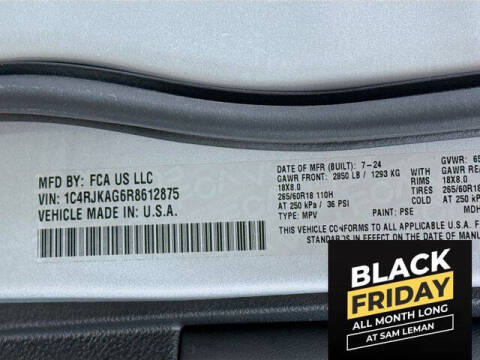 MFD BY: FCA US LLC
VIN: 1C4RJKAG6R8612875
VEHICLE MADE IN U.S.A.
DATE OF MFR (BUILT): 7-24
GVWR: 65
GAWR FRONT: 2850 LB / 1293 KG
GAWR REA
18X8.0
WITH
RIMS
18X8.0
265/60R18 110H
TIRES
265/60R18
AT 250 kPa / 36 PSI
AT 250 kP
TYPE: MPV
MDH
THIS VEHICLE CONFORMS TO ALL APPLICABLE U.S.A. F
STANDARDS IN EFFECT ON THE DATE OF MANU
BLACK
FRIDAY
ALL MONTH LONG
AT SAM LEMAN